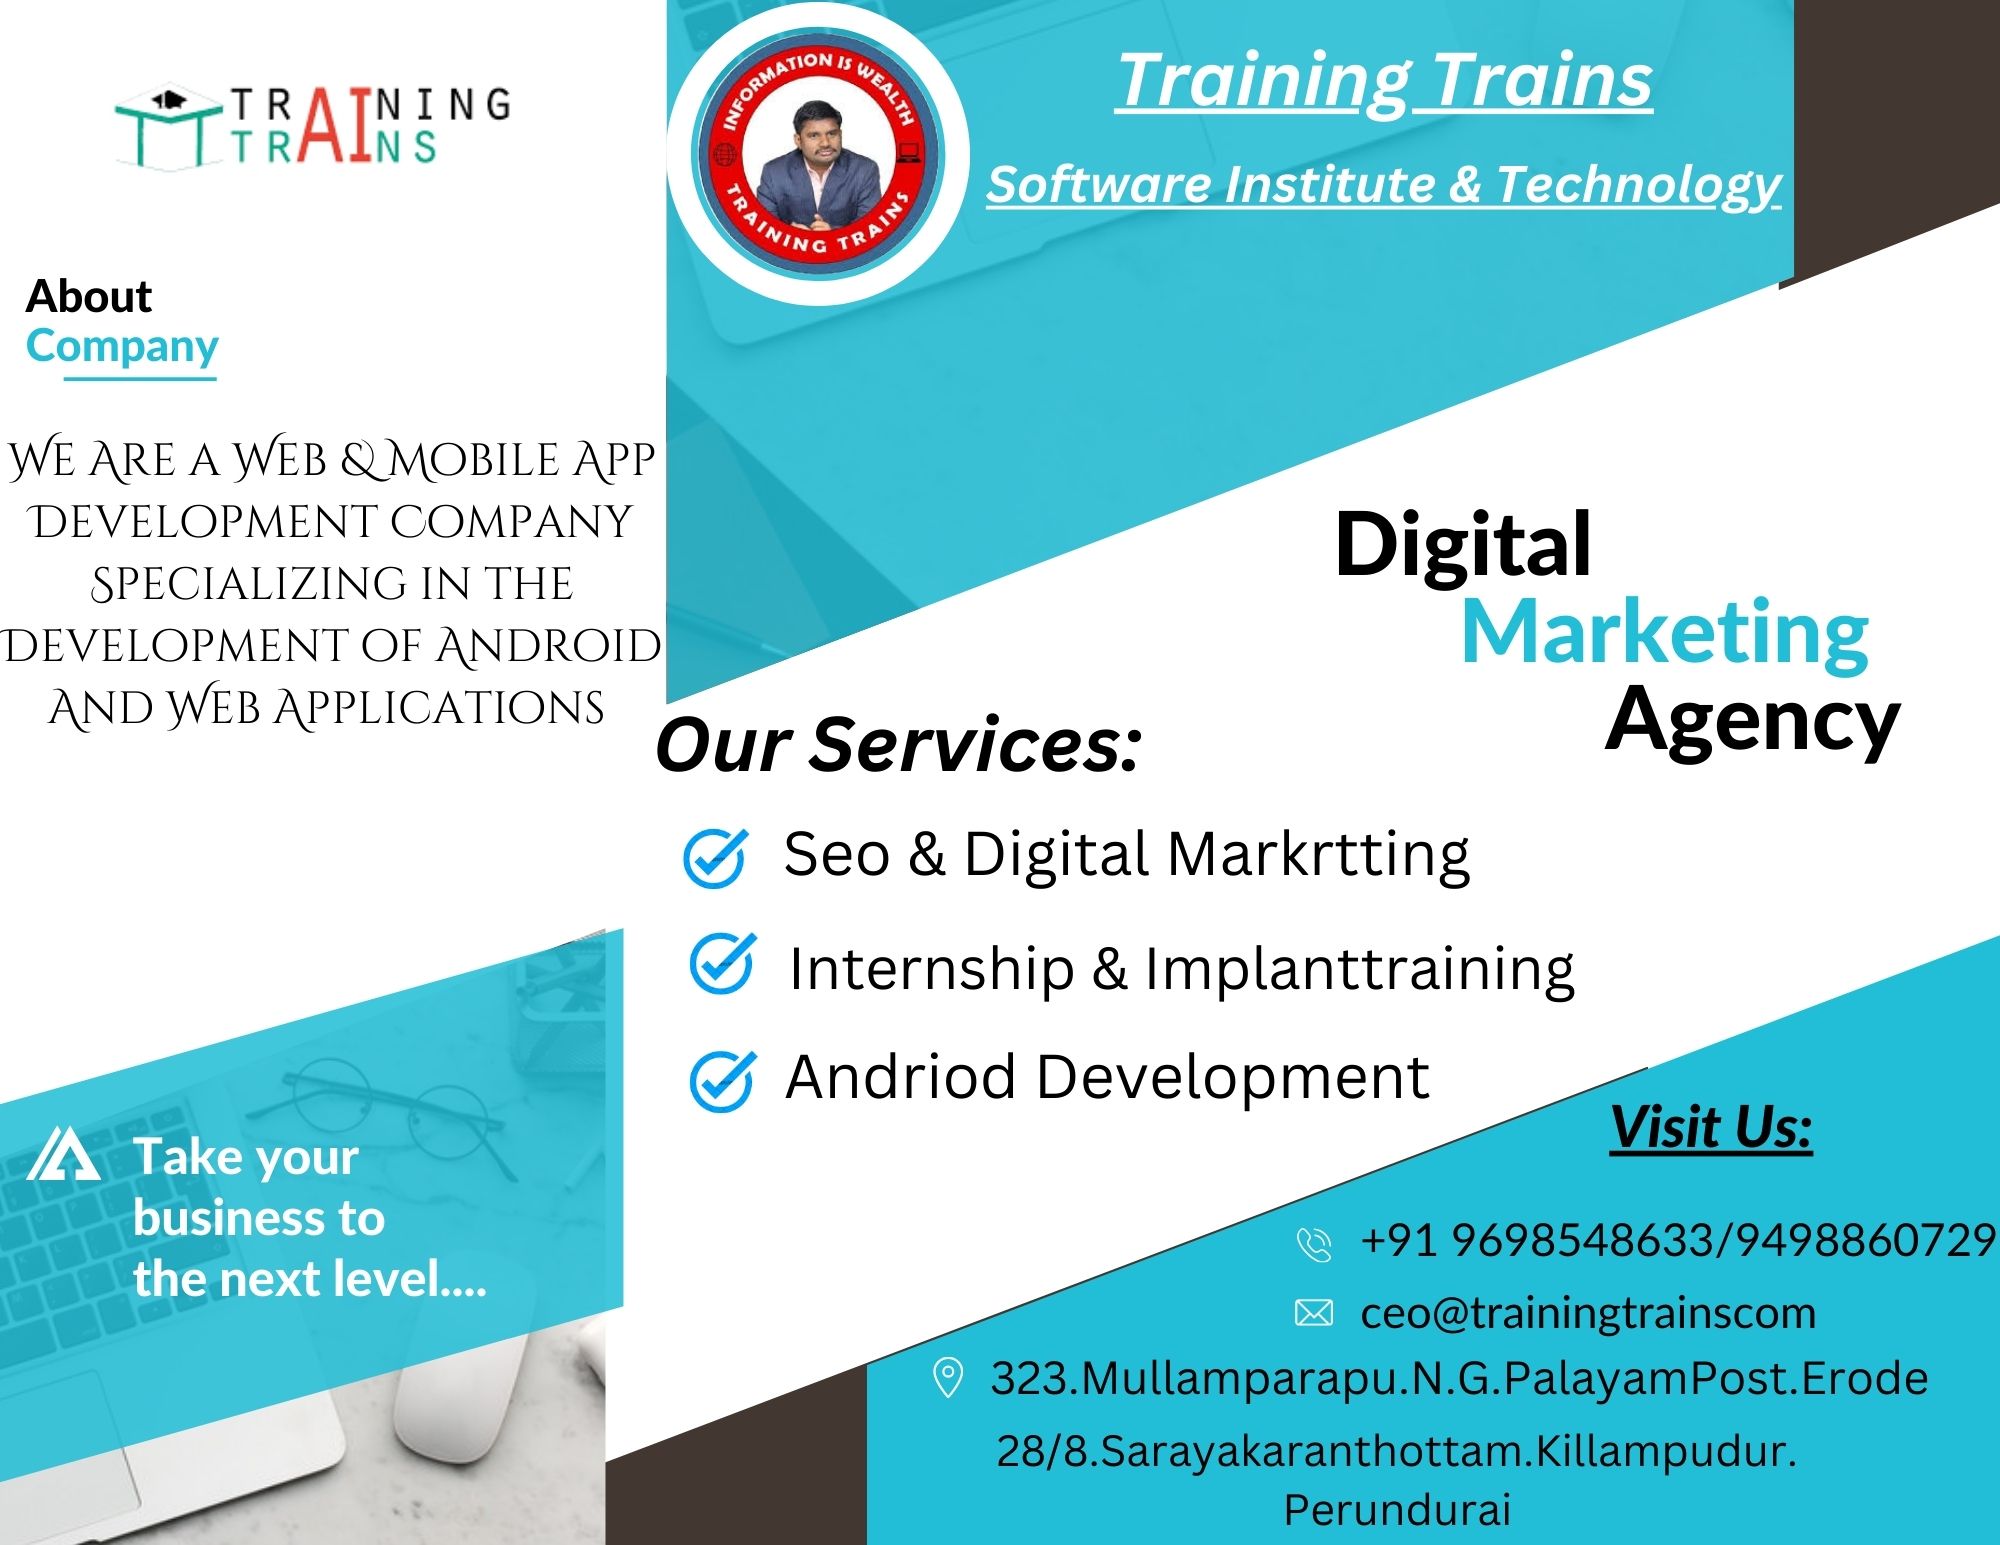 TRAINING
TRAINS
About
Company
We Are a Web & Mobile App
Development Company
Specializing in the
Development of Android
And Web Applications
Take your
business to
the next level....
INFORMATION IS WEALTH
TRAINING TRAINS
Training Trains
Software Institute & Technology
Digital
Marketing
Agency
Our Services:
Seo & Digital Markrtting
Internship & Implanttraining
Andriod Development
Visit Us:
+91 9698548633/9498860729
ceo@trainingtrainscom
323.Mullamparapu.N.G.PalayamPost.Erode
28/8.Sarayakaranthottam.Killampudur.
Perundurai